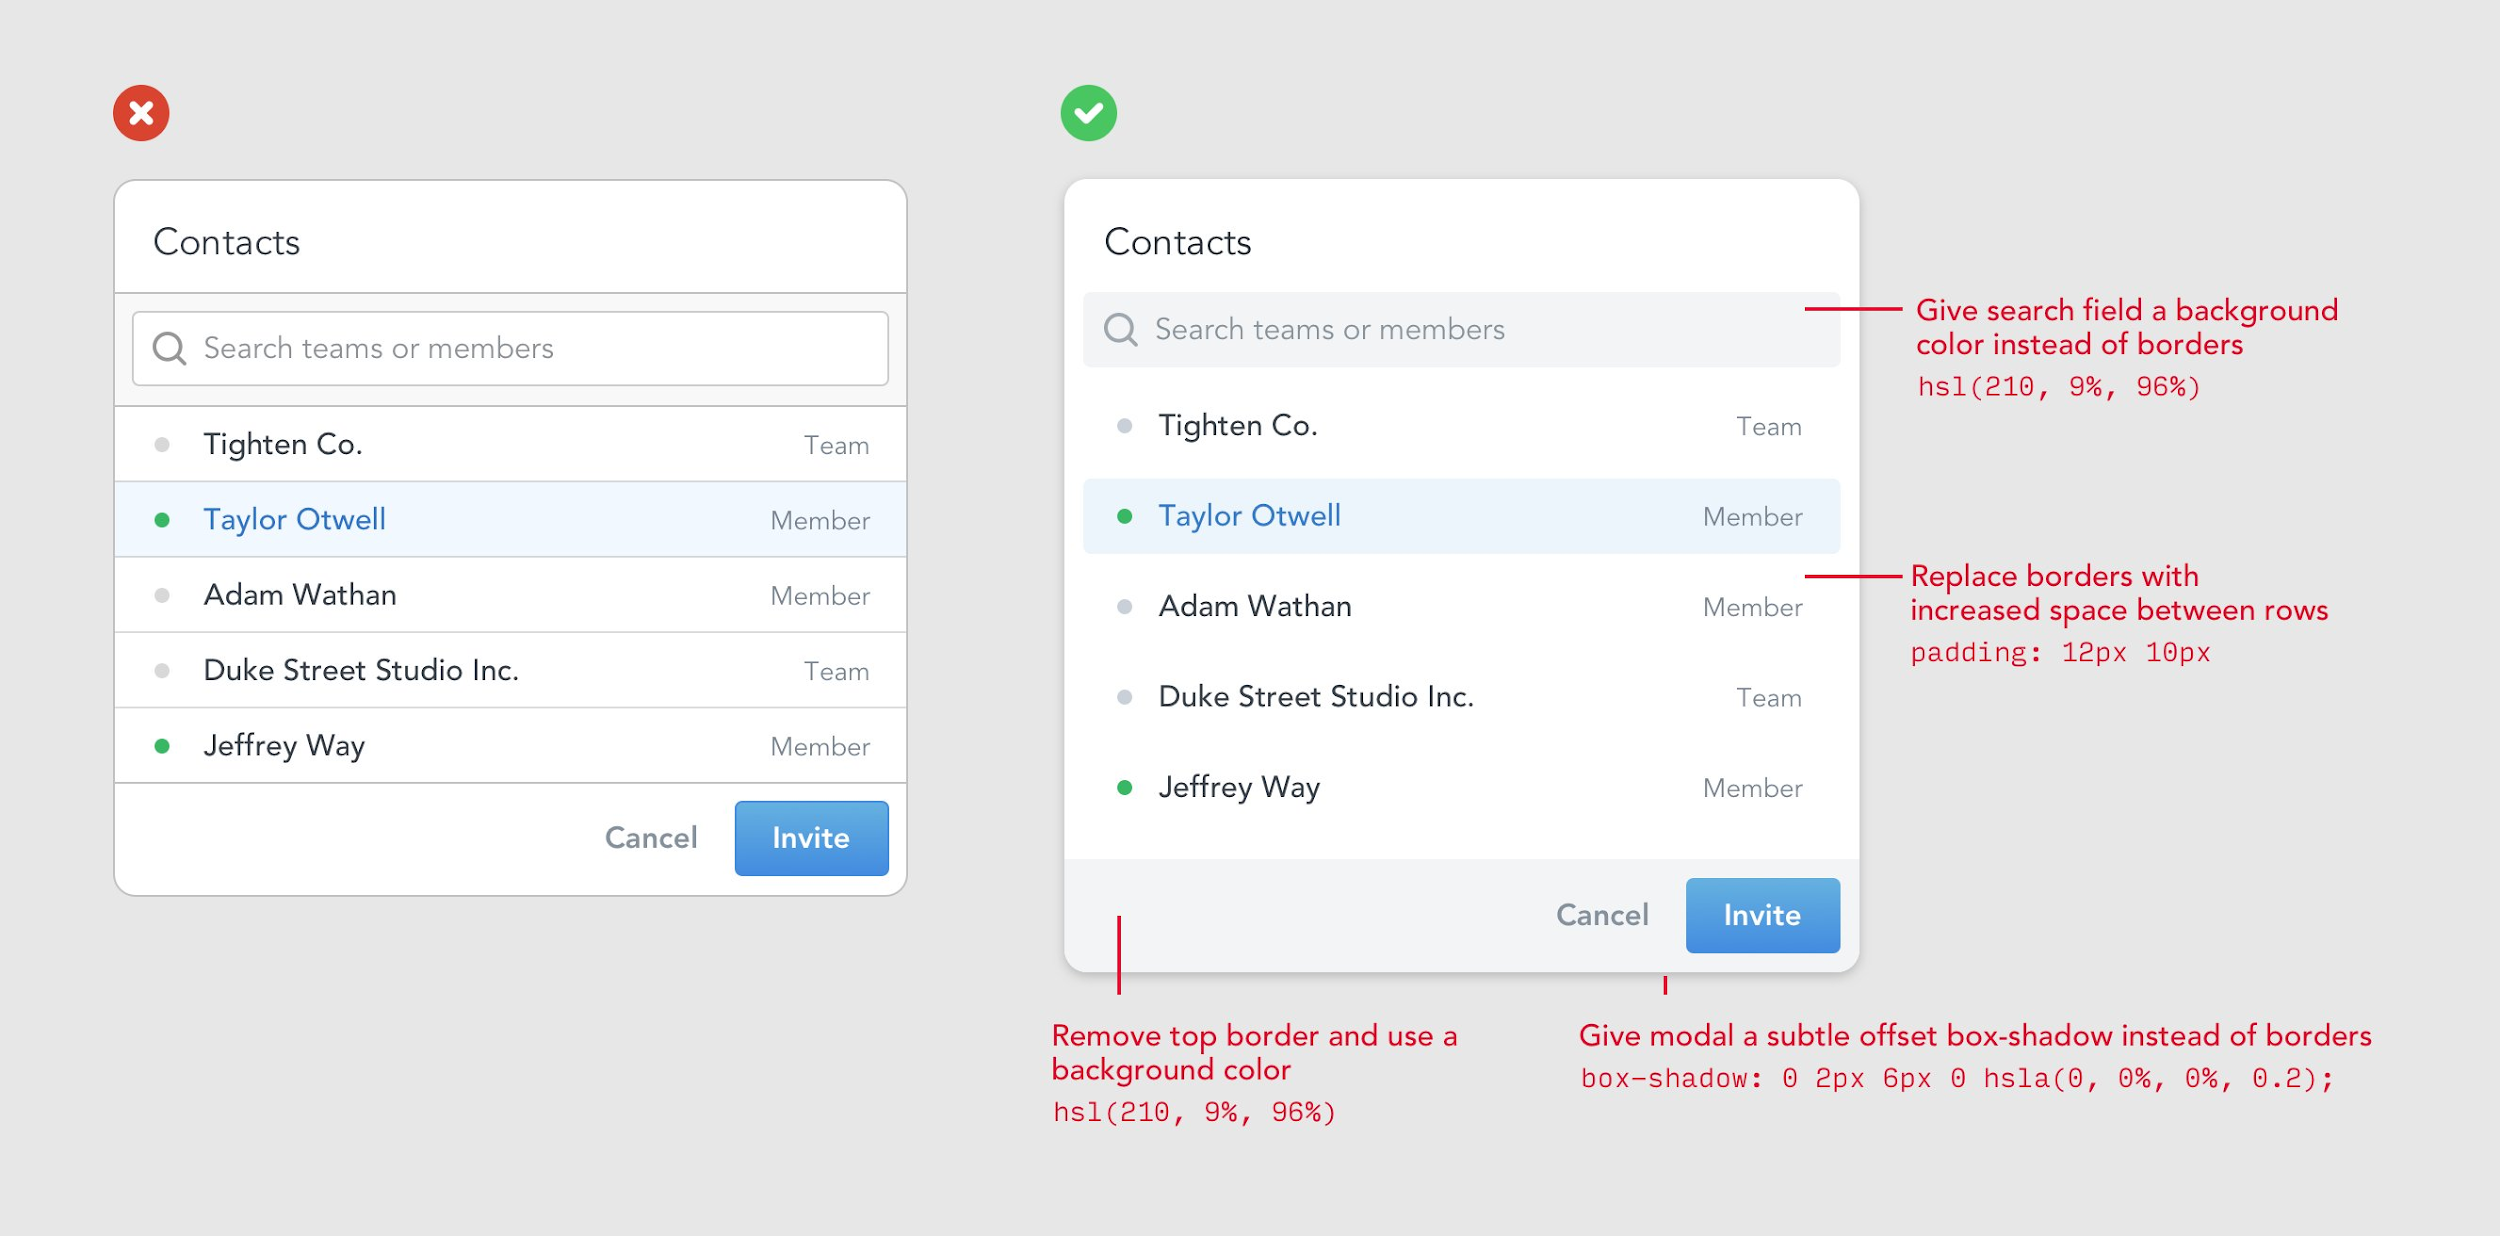 Contacts
Search teams or members
Tighten Co. Team
Taylor Otwell Member
Adam Wathan Member
Duke Street Studio Inc. Team
Jeffrey Way Member
Cancel Invite
Contacts
Search teams or members
Tighten Co. Team
Taylor Otwell Member
Adam Wathan Member
Duke Street Studio Inc. Team
Jeffrey Way Member
Cancel Invite
Give search field a background
color instead of borders
hsl(210, 9%, 96%)
Replace borders with
increased space between rows
padding: 12px 10px
Remove top border and use a
background color
hsl(210, 9%, 96%)
Give modal a subtle offset box-shadow instead of borders
box-shadow: 0 2px 6px 0 hsla(0, 0%, 0%, 0.2);